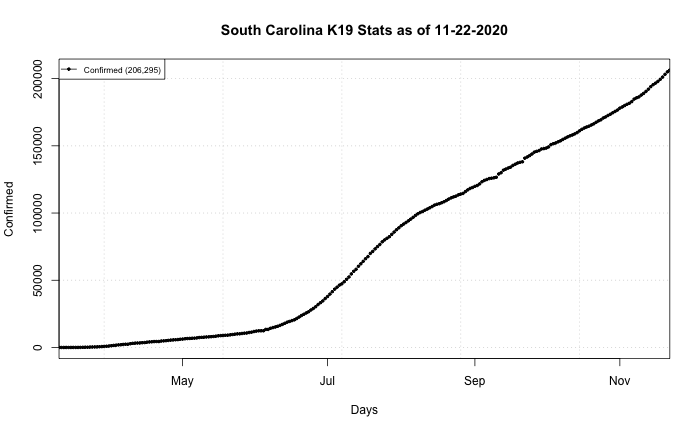 South Carolina K19 Stats as of 11-22-2020
Confirmed (206,295)
200000
150000
100000
50000
0
Confirmed
May
Jul
Sep
Nov
Days